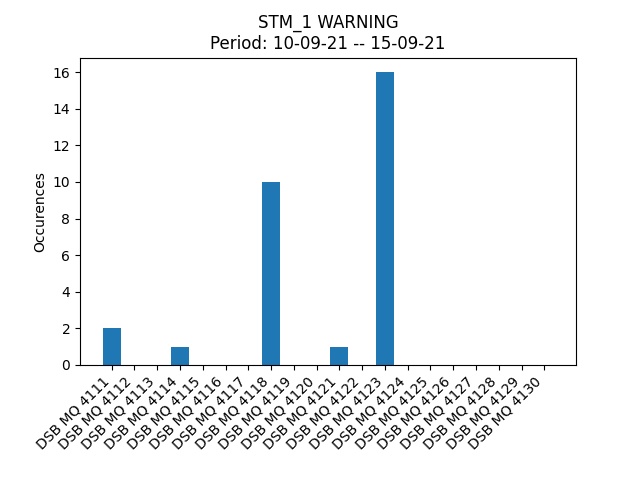 STM_1 WARNING
Period: 10-09-21 -- 15-09-21
16
14
12
10
8
6
4
2
0
Occurences
DSB MQ 4111
DSB MQ 4112
DSB MQ 4113
DSB MQ 4114
DSB MQ 4115
DSB MQ 4116
DSB MQ 4117
DSB MQ 4118
DSB MQ 4119
DSB MQ 4120
DSB MQ 4121
DSB MQ 4122
DSB MQ 4123
DSB MQ 4124
DSB MQ 4125
DSB MQ 4126
DSB MQ 4127
DSB MQ 4128
DSB MQ 4129
DSB MQ 4130